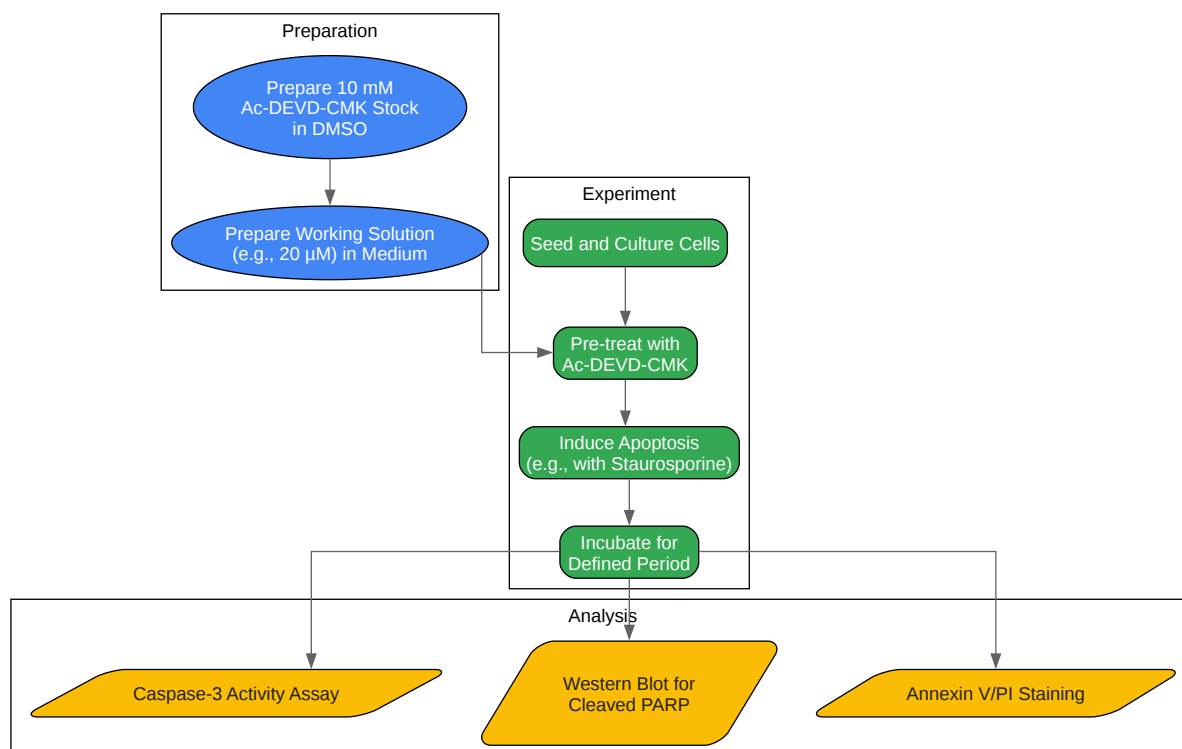 Preparation
Prepare 10 mM
Ac-DEVD-CMK Stock
in DMSO
Prepare Working Solution
(e.g., 20 µM) in Medium
Experiment
Seed and Culture Cells
Pre-treat with
Ac-DEVD-CMK
Induce Apoptosis
(e.g., with Staurosporine)
Incubate for
Defined Period
Analysis
Caspase-3 Activity Assay
Western Blot for
Cleaved PARP
Annexin V/PI Staining